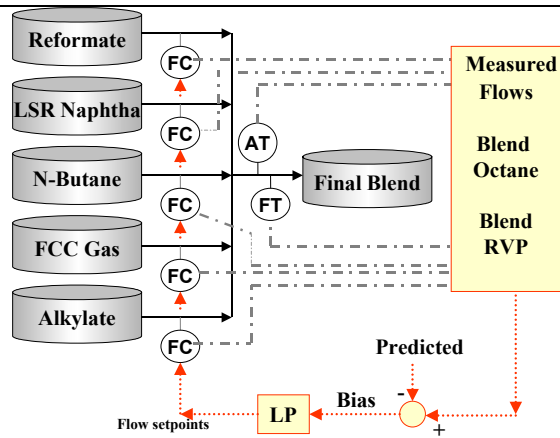 Reformate
FC
LSR Naphtha
FC
N-Butane
FC
FCC Gas
FC
Alkylate
FC
AT
FT
Final Blend
Measured
Flows
Blend
Octane
Blend
RVP
Predicted
-
+
Bias
LP
Flow setpoints